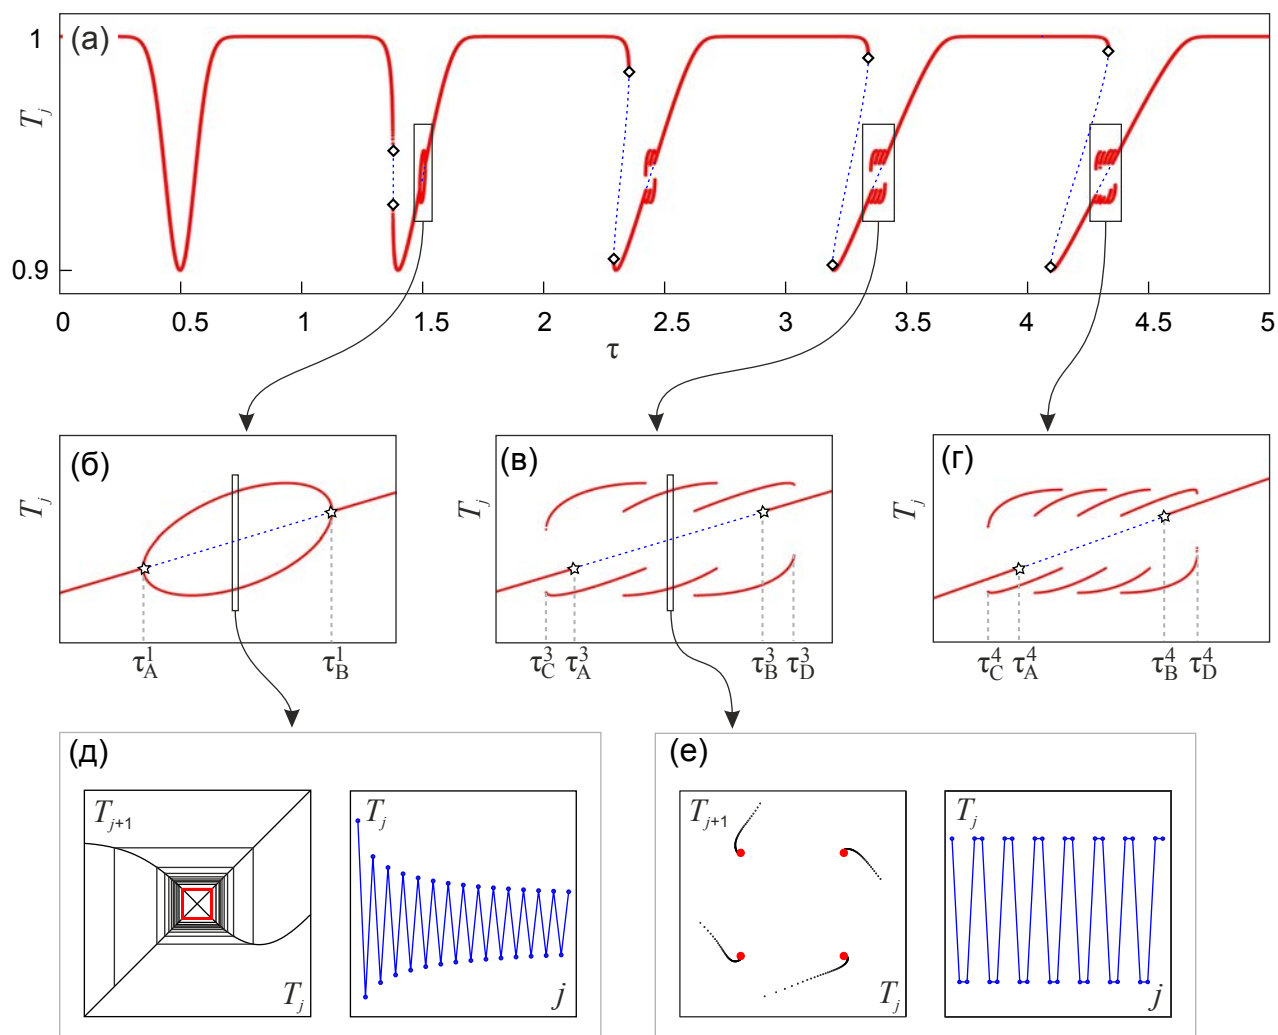 (а)
1
T_j
0.9
0 0.5 1 1.5 2 2.5 3 3.5 4 4.5 5
τ
(б) (в) (г)
T_j T_j T_j
τ_A^1 τ_B^1 τ_C^3 τ_A^3 τ_B^3 τ_D^3 τ_C^4 τ_A^4 τ_B^4 τ_D^4
(д) (е)
T_{j+1} T_j T_{j+1} T_j
T_j j T_j j